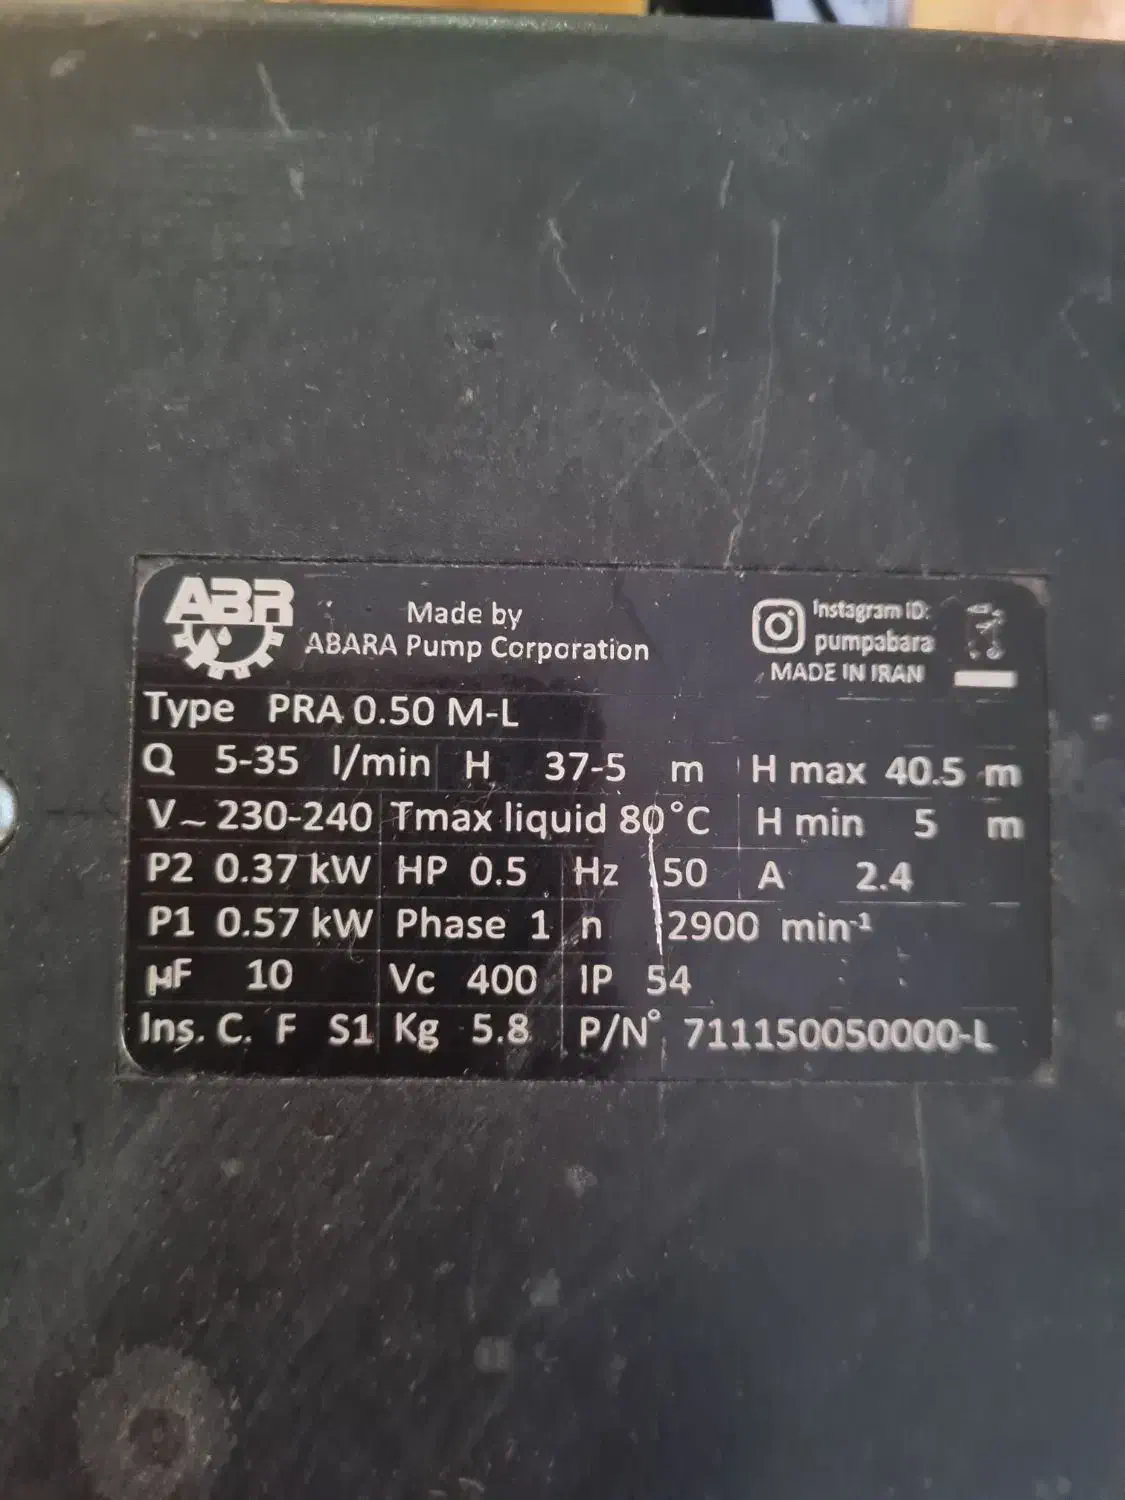 ABR
Made by
ABARA Pump Corporation
Instagram ID:
pumpabara
MADE IN IRAN
Type PRA 0.50 M-L
Q 5-35 l/min H 37-5 m H max 40.5 m
V~ 230-240 Tmax liquid 80°C H min 5 m
P2 0.37 kW HP 0.5 Hz 50 A 2.4
P1 0.57 kW Phase 1 n 2900 min⁻¹
µF 10 Vc 400 IP 54
Ins. C. F S1 Kg 5.8 P/N° 711150050000-L